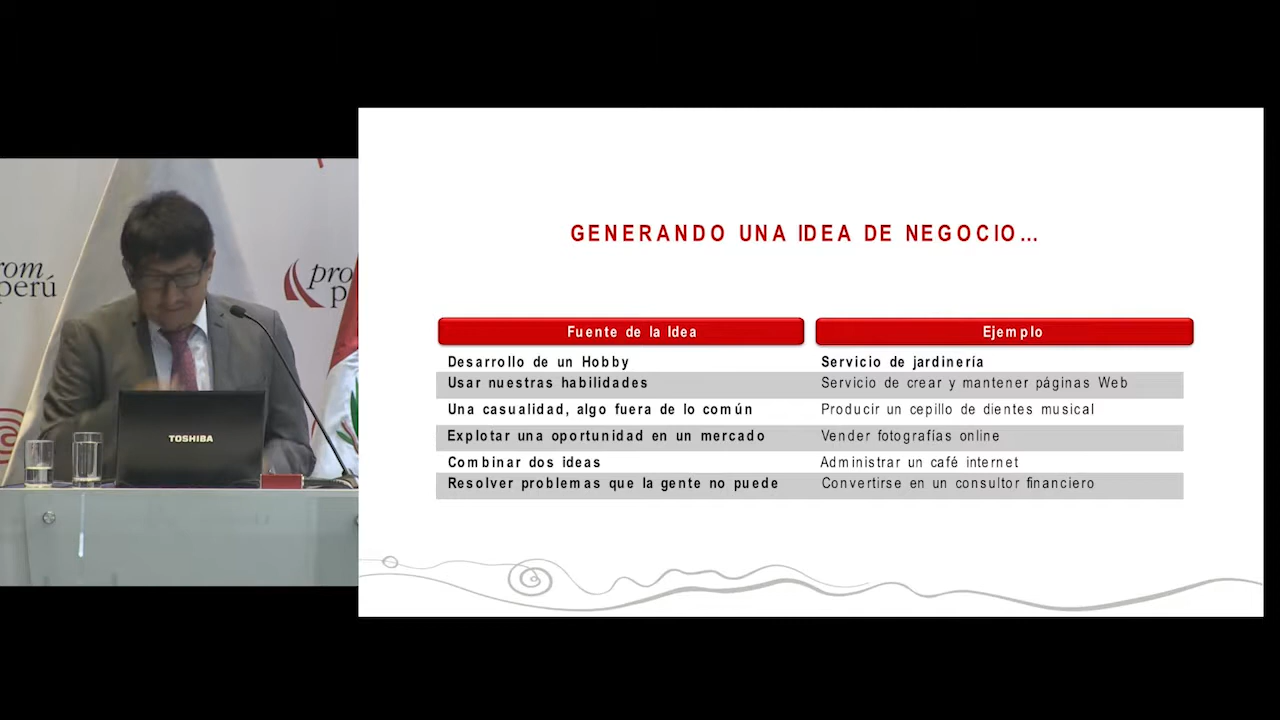 GENERANDO UNA IDEA DE NEGOCIO...
Fuente de la Idea Ejemplo
Desarrollo de un Hobby Servicio de jardinería
Usar nuestras habilidades Servicio de crear y mantener páginas Web
Una casualidad, algo fuera de lo común Producir un cepillo de dientes musical
Explotar una oportunidad en un mercado Vender fotografías online
Combinar dos ideas Administrar un café internet
Resolver problemas que la gente no puede Convertirse en un consultor financiero
rom
perú
pro
p
TOSHIBA